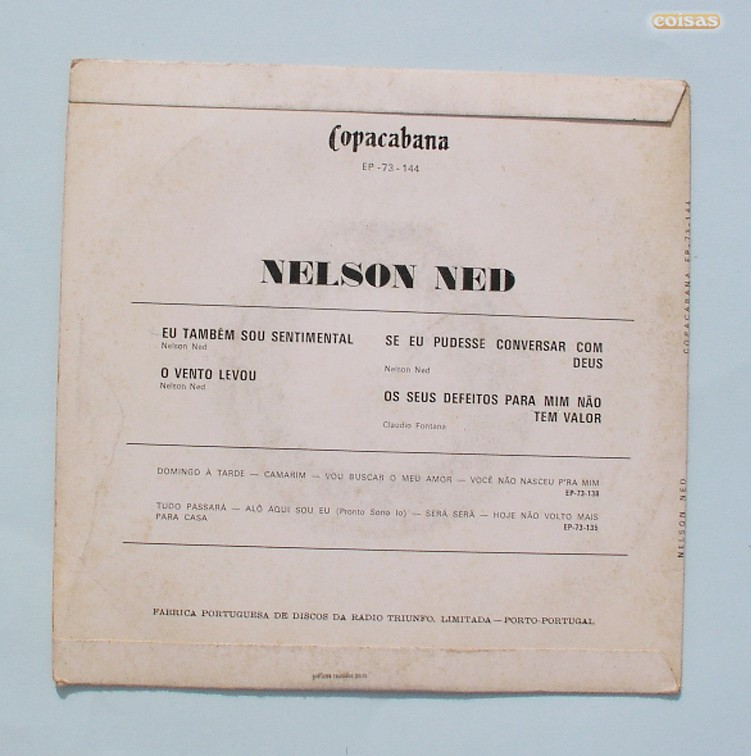 coisas
Copacabana
EP-73-144
NELSON NED
EU TAMBÉM SOU SENTIMENTAL
Nelson Ned
O VENTO LEVOU
Nelson Ned
SE EU PUDESSE CONVERSAR COM
DEUS
Nelson Ned
OS SEUS DEFEITOS PARA MIM NÃO
TEM VALOR
Claudio Fontana
DOMINGO À TARDE — CAMARIM — VOU BUSCAR O MEU AMOR — VOCÊ NÃO NASCEU P'RA MIM
EP-73-138
TUDO PASSARÁ — ALÔ AQUI SOU EU (Pronto Sono Io) — SERÁ SERÁ — HOJE NÃO VOLTO MAIS
PARA CASA
EP-73-135
FABRICA PORTUGUESA DE DISCOS DA RADIO TRIUNFO, LIMITADA — PORTO-PORTUGAL
COPACABANA EP-73-144
NELSON NED